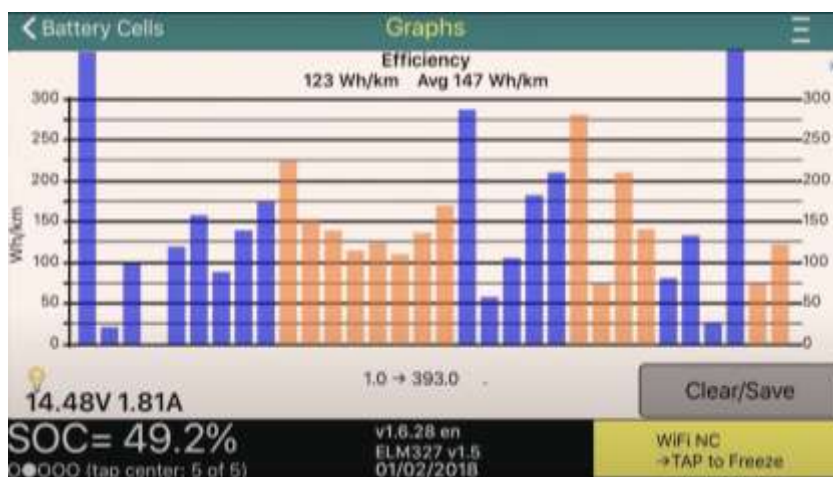 Battery Cells
Graphs
Efficiency
123 Wh/km Avg 147 Wh/km
300
300
250
250
200
200
150
150
Wh/km
100
100
50
50
0
0
1.0 → 393.0
14.48V 1.81A
Clear/Save
SOC= 49.2%
(tap center: 5 of 5)
v1.6.28 en
ELM327 v1.5
01/02/2018
WiFi NC
→TAP to Freeze